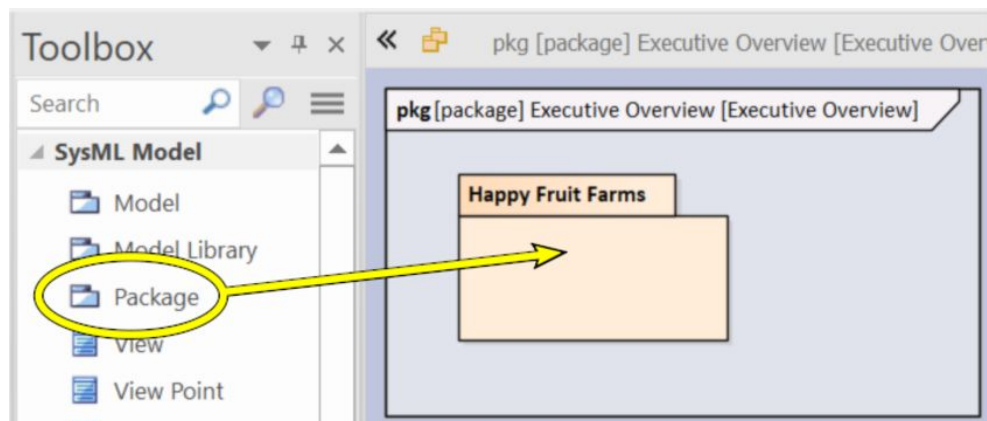 Toolbox
Search
SysML Model
Model
Model Library
Package
View
View Point
pkg [package] Executive Overview [Executive Over
pkg [package] Executive Overview [Executive Overview]
Happy Fruit Farms